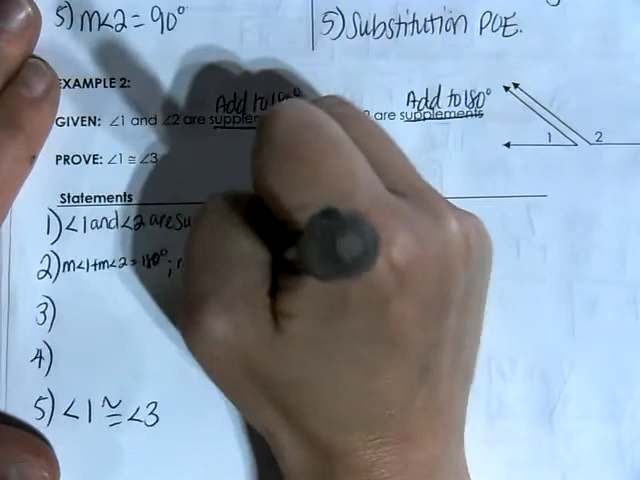 5) m∠2 = 90°
5) Substitution POE.
EXAMPLE 2:
Add to 180° Add to 180°
GIVEN: ∠1 and ∠2 are are supplements
1 2
PROVE: ∠1 ≅ ∠3
Statements
1) ∠1 and ∠2 are
2) m∠1 + m∠2 = 180°;
3)
4)
5) ∠1 ≅ ∠3